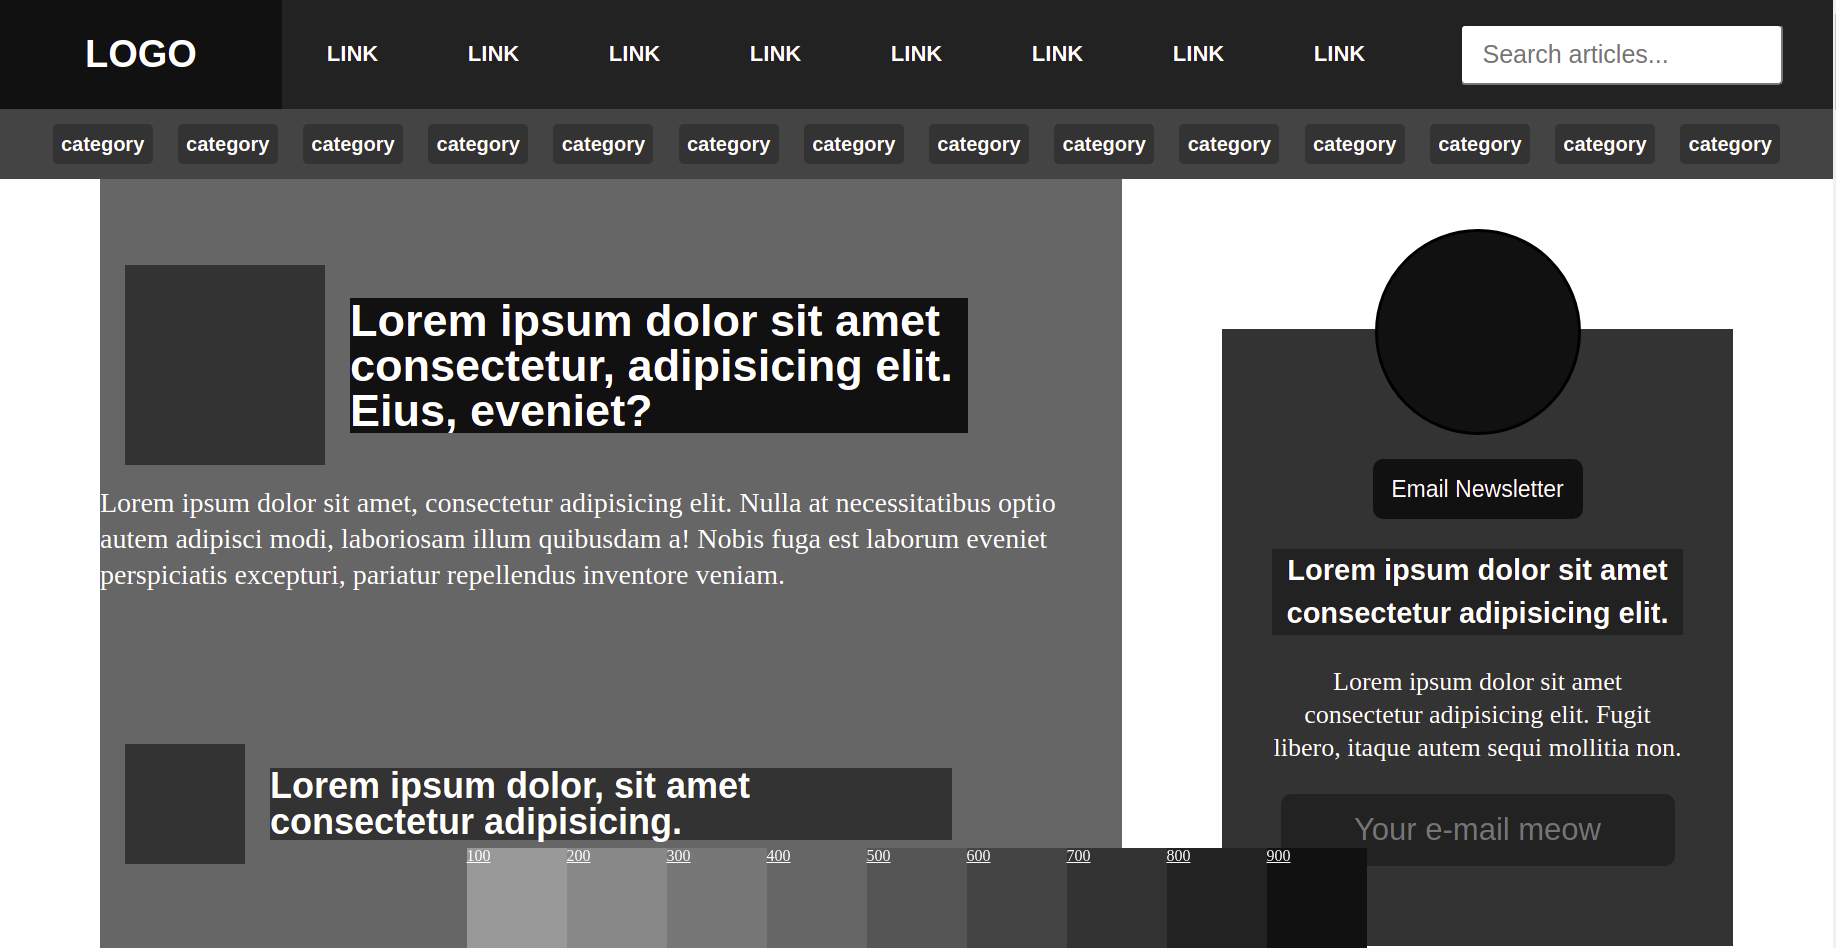 LOGO LINK LINK LINK LINK LINK LINK LINK LINK Search articles...
category category category category category category category category category category category category category category
Lorem ipsum dolor sit amet
consectetur, adipisicing elit.
Eius, eveniet?
Lorem ipsum dolor sit amet, consectetur adipisicing elit. Nulla at necessitatibus optio
autem adipisci modi, laboriosam illum quibusdam a! Nobis fuga est laborum eveniet
perspiciatis excepturi, pariatur repellendus inventore veniam.
Lorem ipsum dolor, sit amet
consectetur adipisicing.
Email Newsletter
Lorem ipsum dolor sit amet
consectetur adipisicing elit.
Lorem ipsum dolor sit amet
consectetur adipisicing elit. Fugit
libero, itaque autem sequi mollitia non.
Your e-mail meow
100 200 300 400 500 600 700 800 900